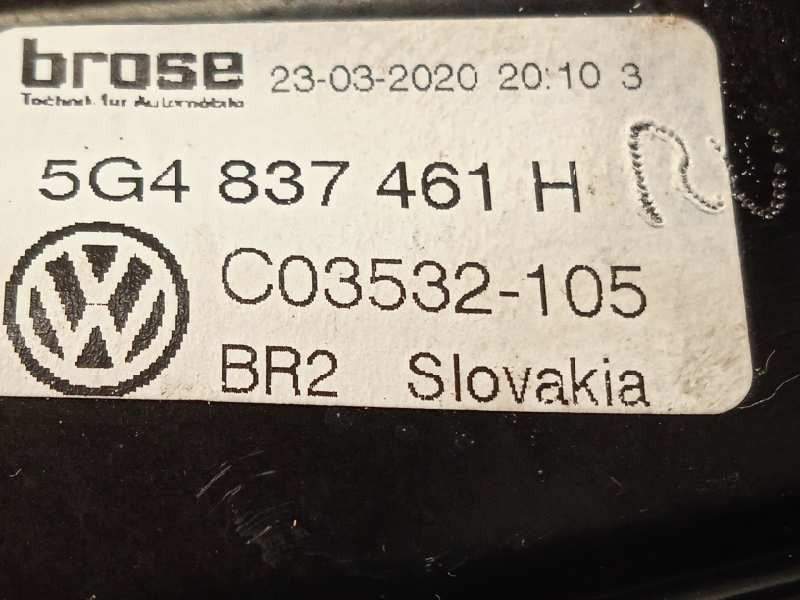 brose 23-03-2020 20:10 3
Technik für Automobile
5G4 837 461 H
C03532-105
BR2 Slovakia